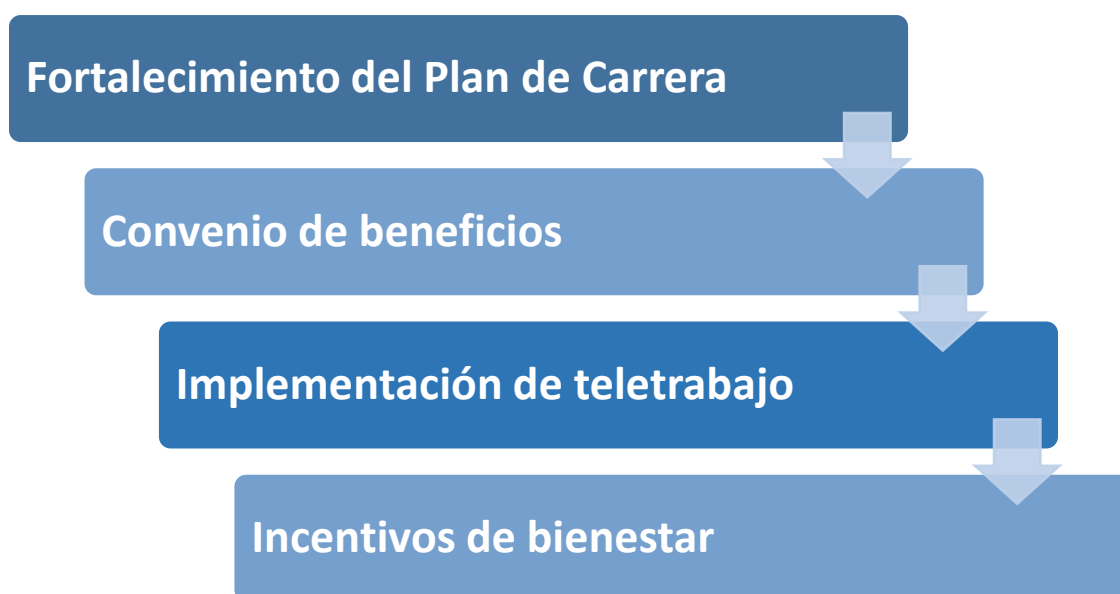 Fortalecimiento del Plan de Carrera
Convenio de beneficios
Implementación de teletrabajo
Incentivos de bienestar